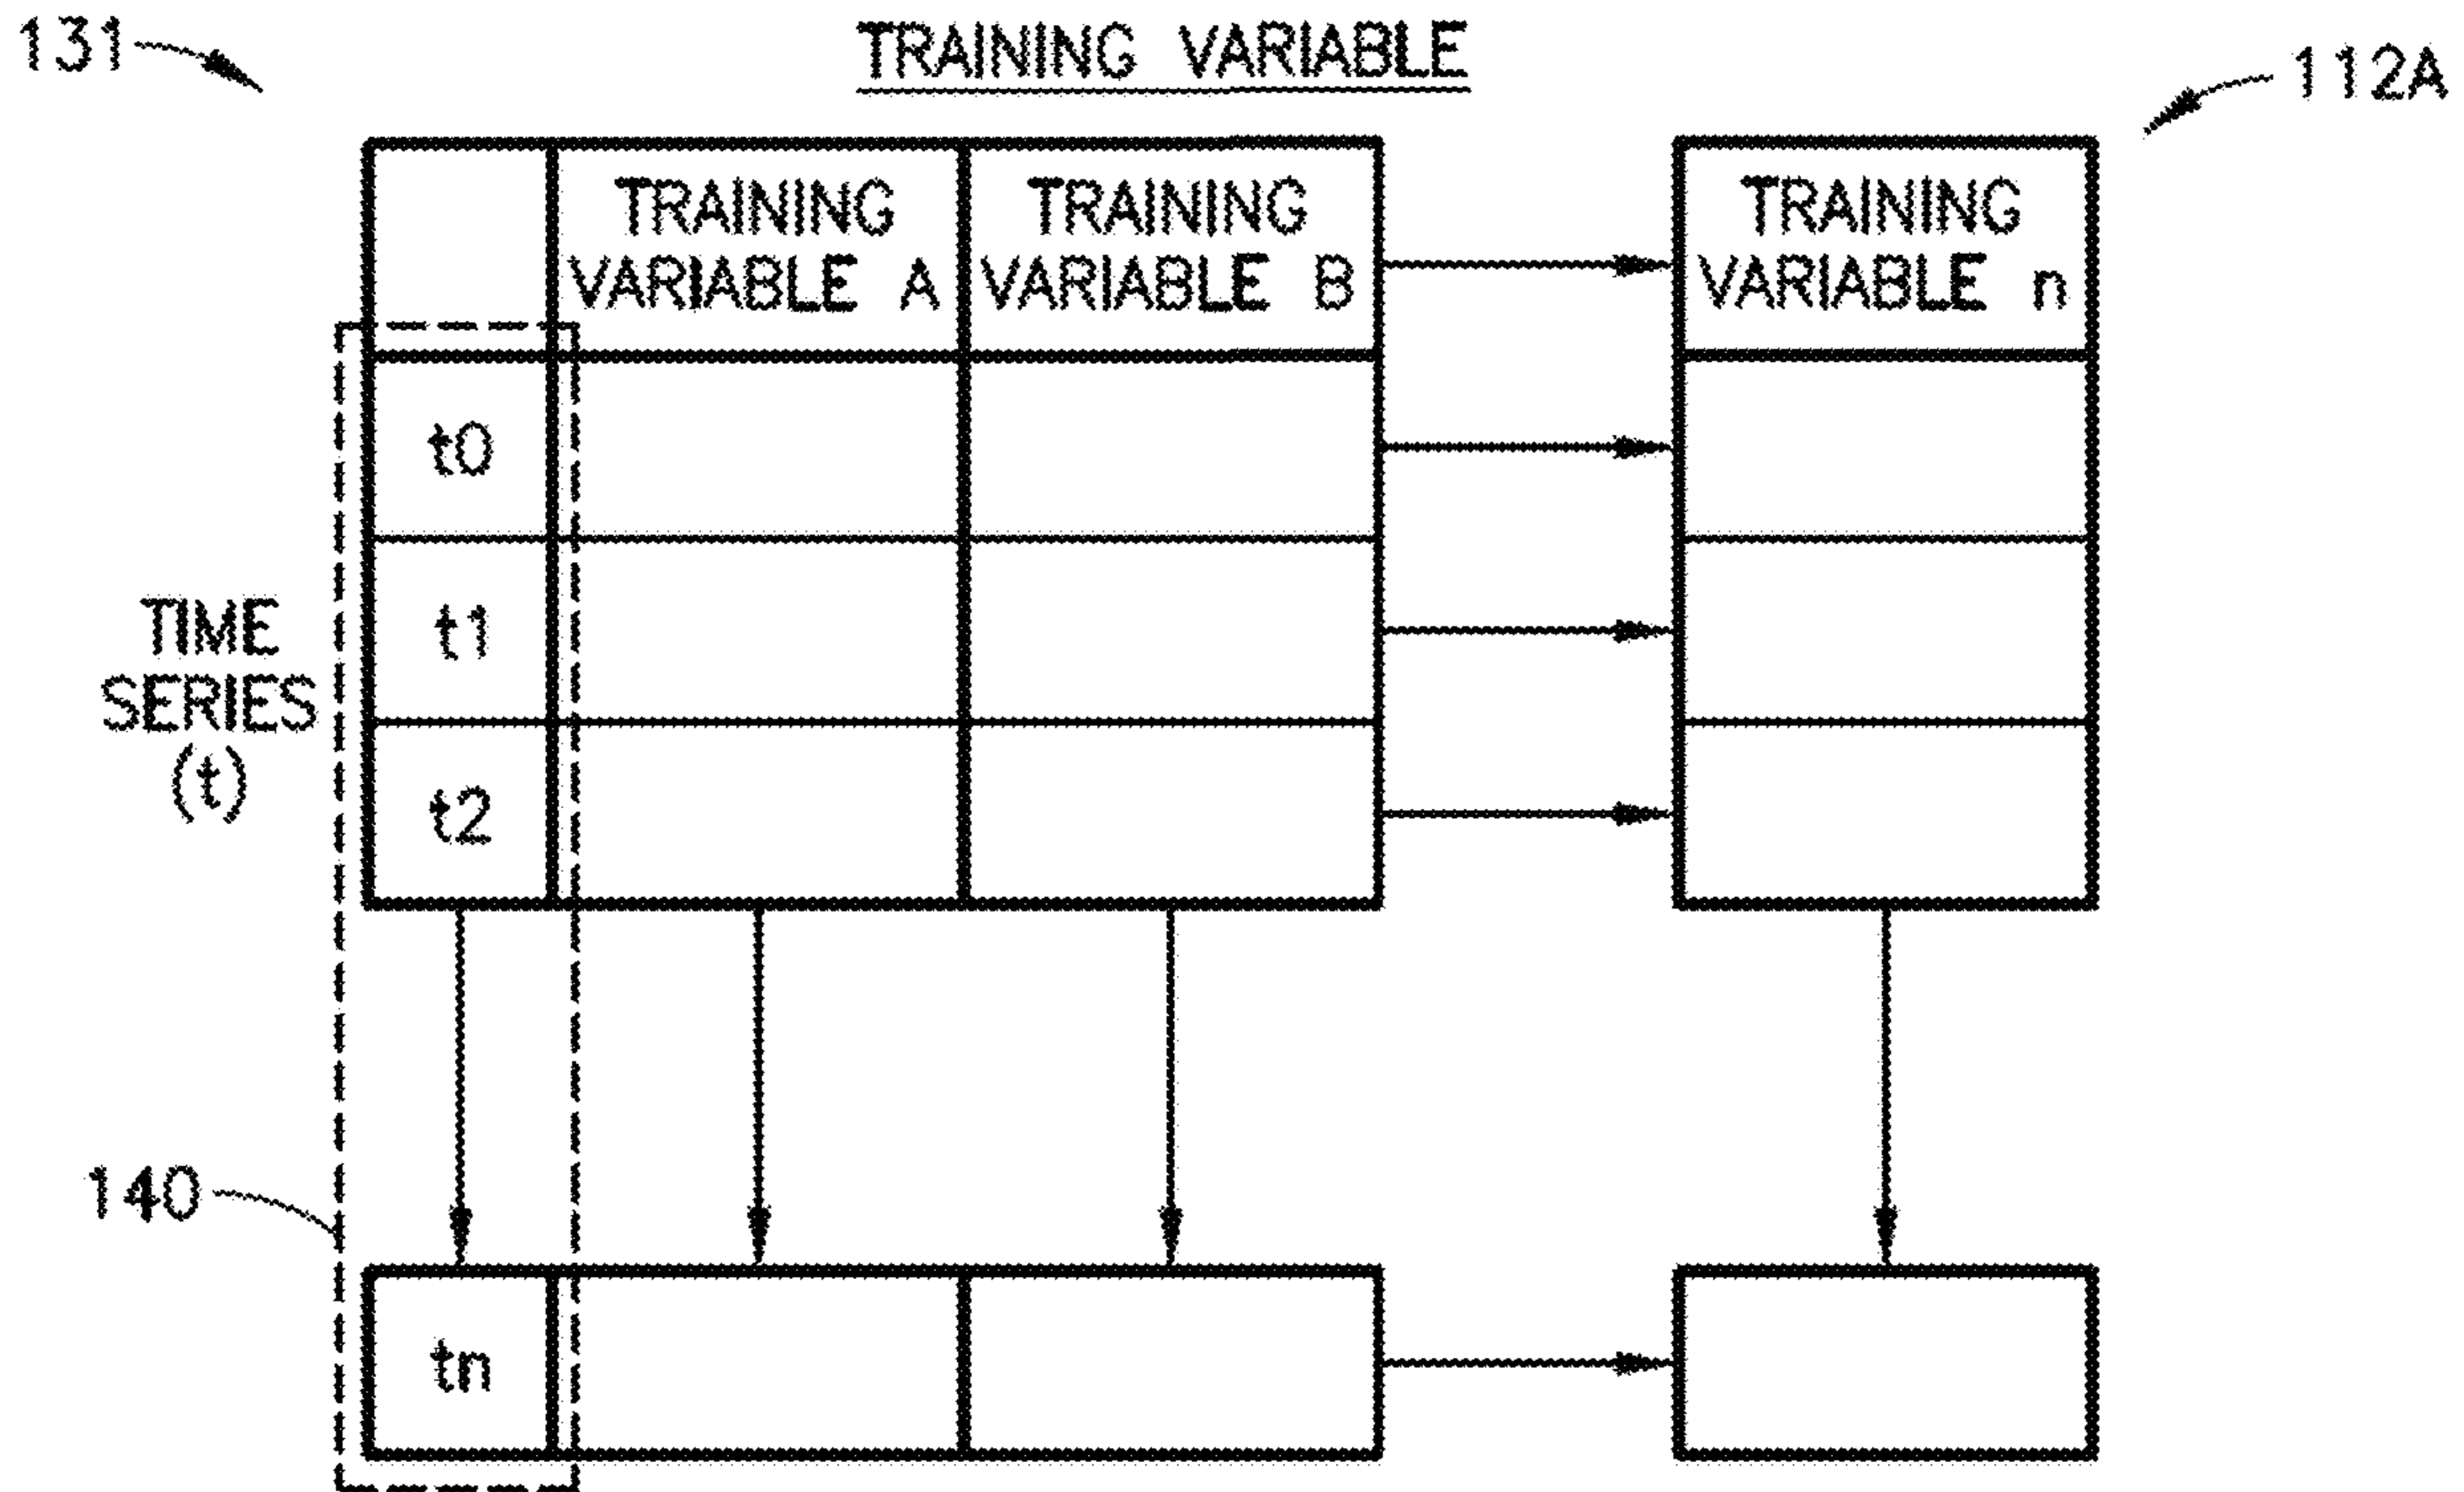 131
TRAINING VARIABLE
112A
TRAINING
VARIABLE A
TRAINING
VARIABLE B
TRAINING
VARIABLE n
t0
TIME
SERIES
(t)
t1
t2
140
tn